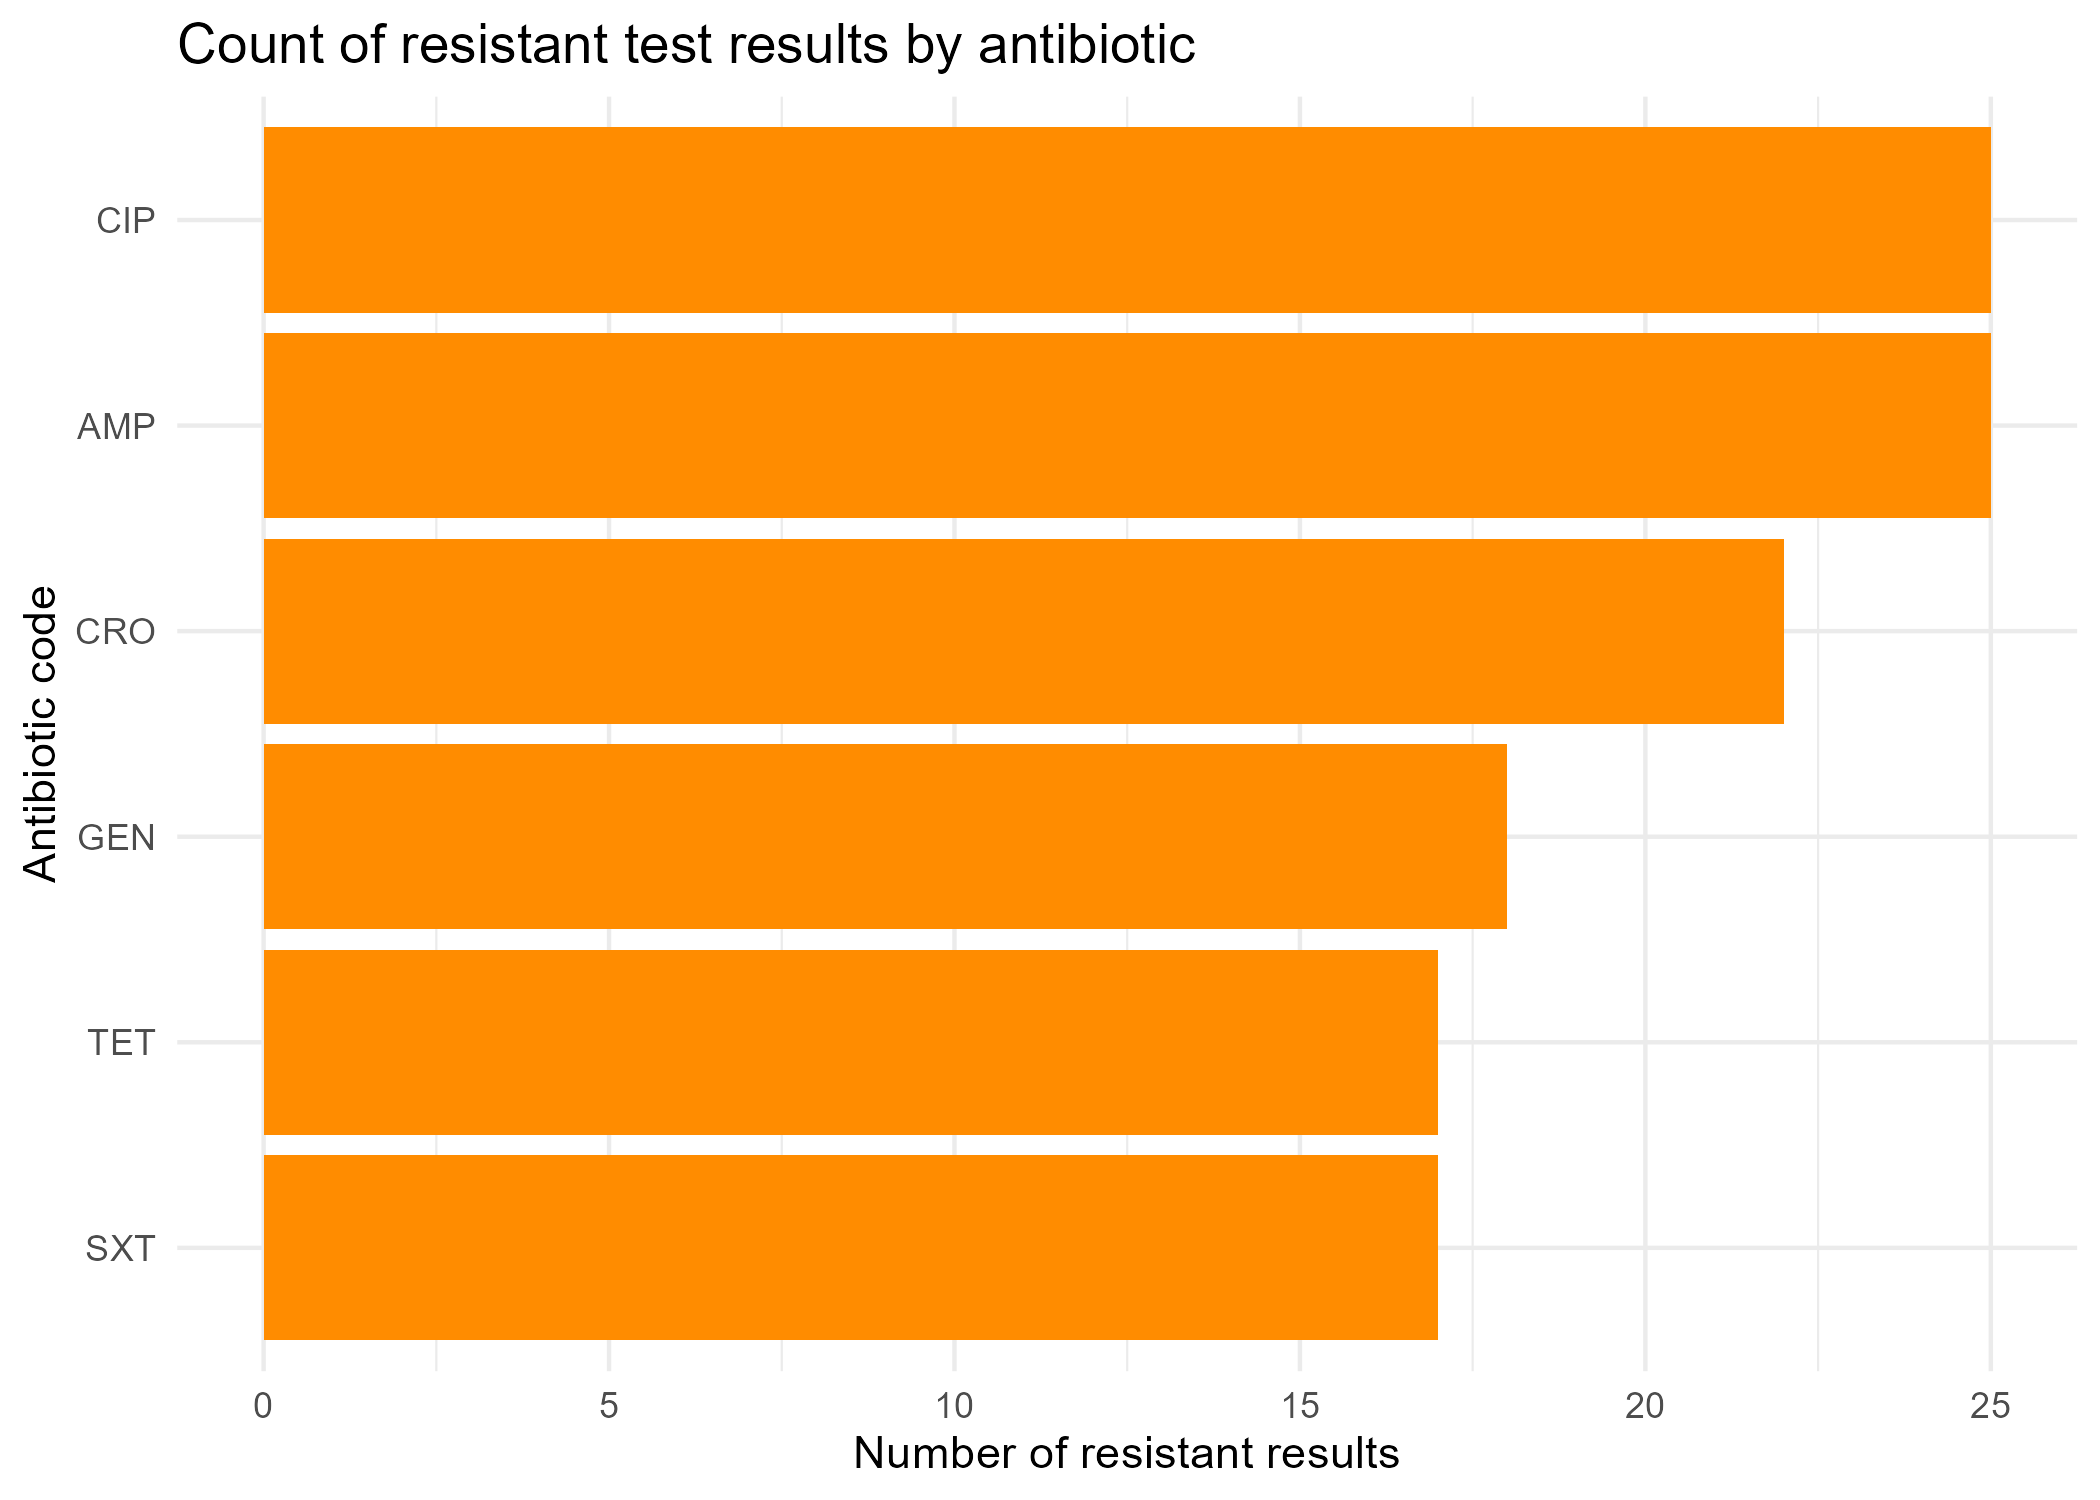 Count of resistant test results by antibiotic
Antibiotic code
CIP
AMP
CRO
GEN
TET
SXT
0 5 10 15 20 25
Number of resistant results